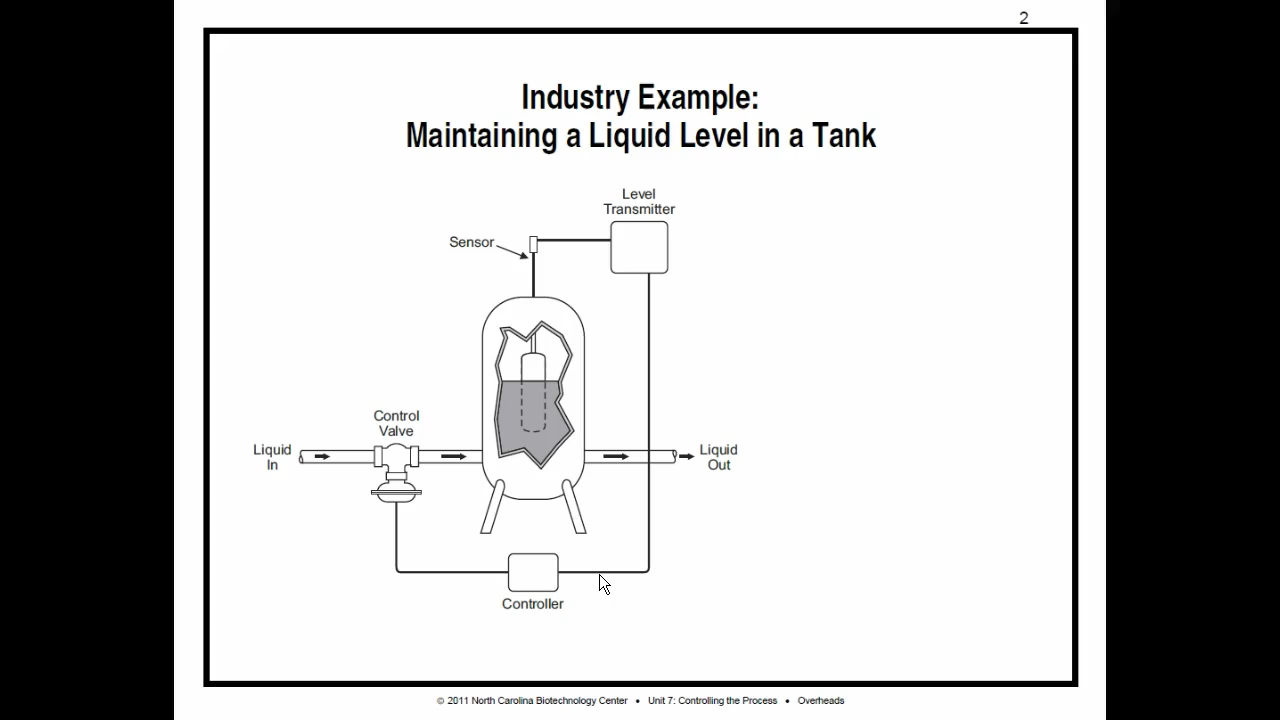 2
Industry Example:
Maintaining a Liquid Level in a Tank
Level
Transmitter
Sensor
Control
Valve
Liquid
In
Liquid
Out
Controller
© 2011 North Carolina Biotechnology Center • Unit 7: Controlling the Process • Overheads